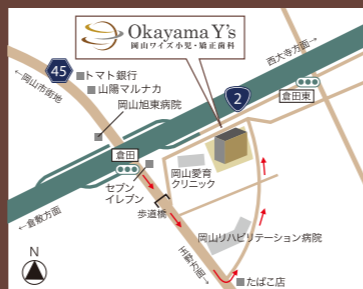 Okayama Y's
岡山ワイズ小児・矯正歯科
西大寺方面→
45
←岡山市街地
トマト銀行
山陽マルナカ
岡山旭東病院
2
倉田東
倉田
セブン
イレブン
岡山愛育
クリニック
歩道橋
←倉敷方面
岡山リハビリテーション病院
玉野方面→
N
たばこ店